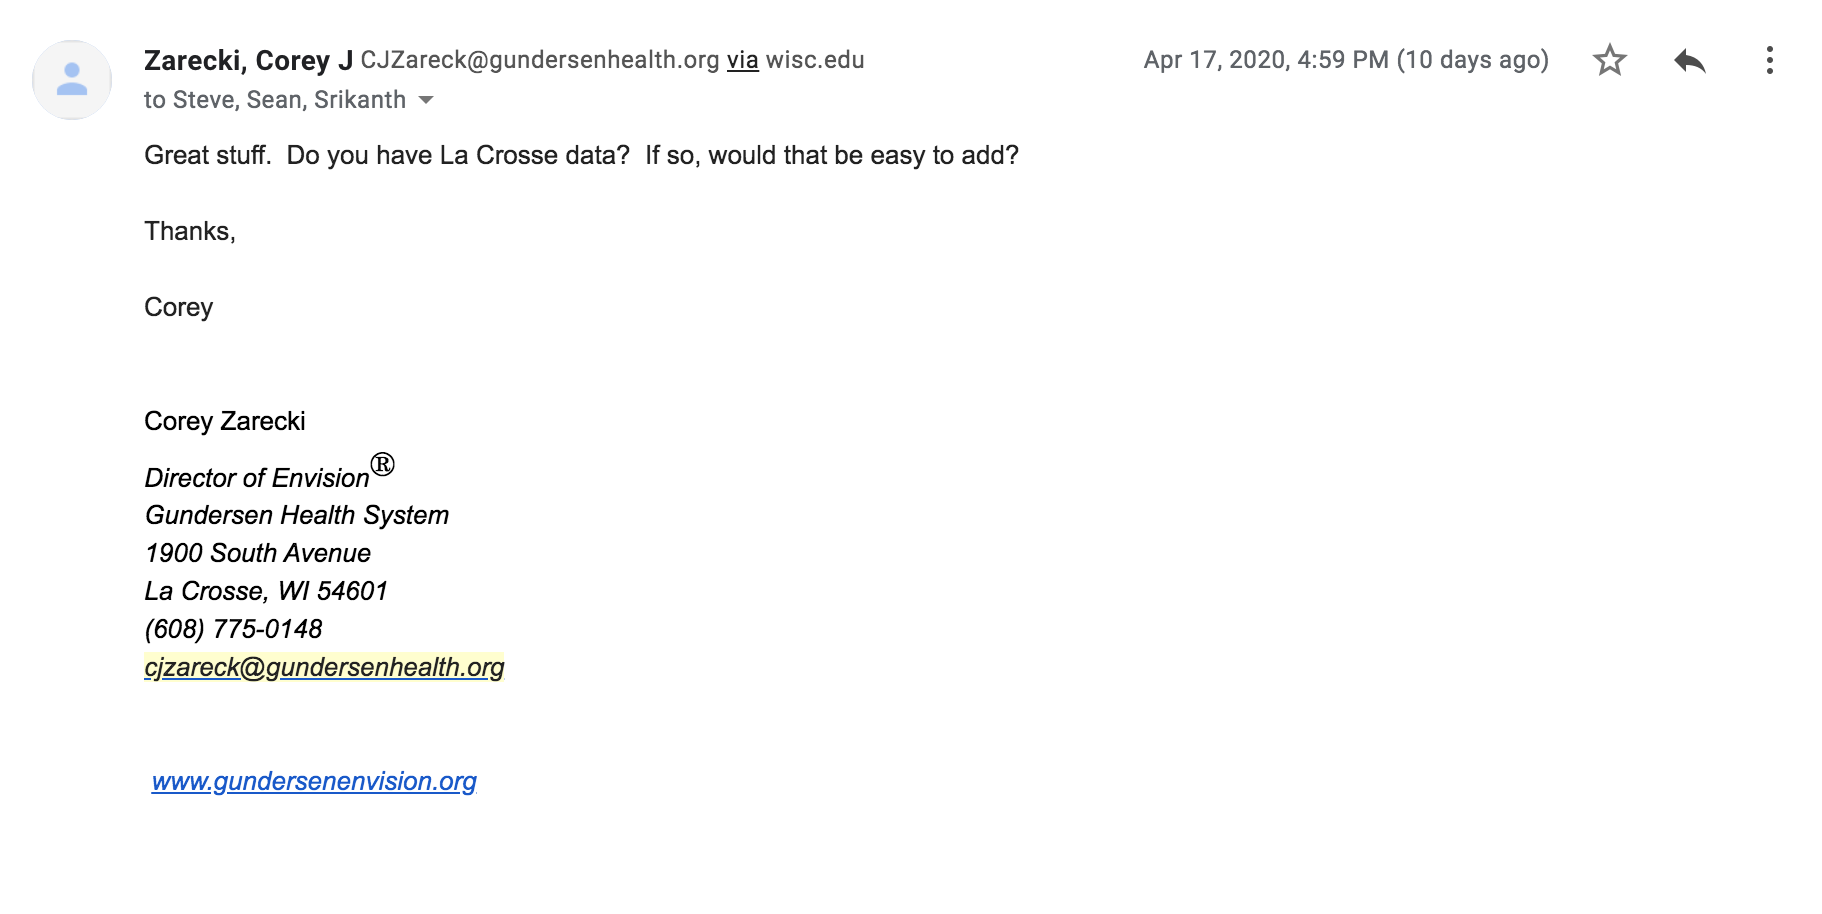 Zarecki, Corey J CJZareck@gundersenhealth.org via wisc.edu Apr 17, 2020, 4:59 PM (10 days ago)
to Steve, Sean, Srikanth
Great stuff.  Do you have La Crosse data?  If so, would that be easy to add?
Thanks,
Corey
Corey Zarecki
Director of Envision®
Gundersen Health System
1900 South Avenue
La Crosse, WI 54601
(608) 775-0148
cjzareck@gundersenhealth.org
www.gundersenenvision.org